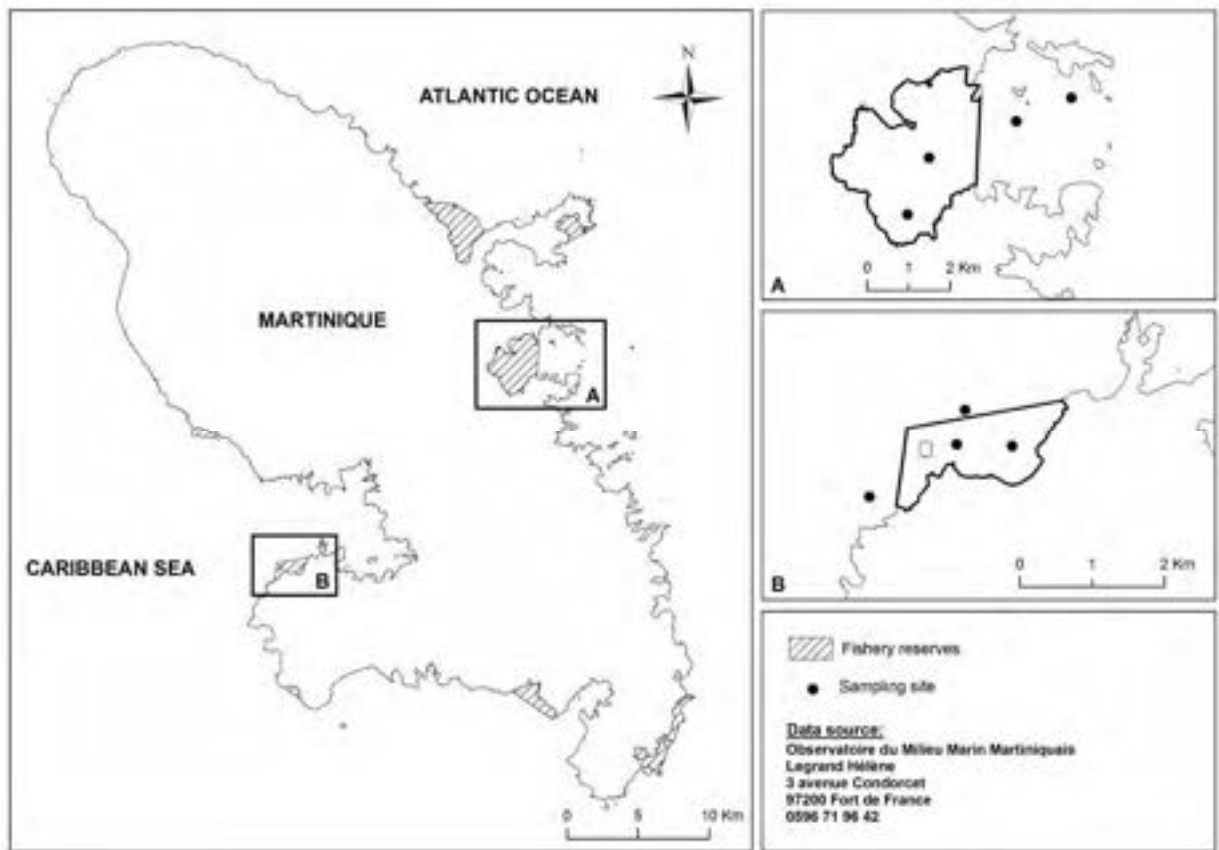 N
ATLANTIC OCEAN
MARTINIQUE
A
CARIBBEAN SEA
B
0 5 10 Km
0 1 2 Km
A
0 1 2 Km
B
Fishery reserves
Sampling site
Data source:
Observatoire du Milieu Marin Martiniquais
Lagrand Hélène
3 avenue Condorcet
97200 Fort de France
0596 71 96 42